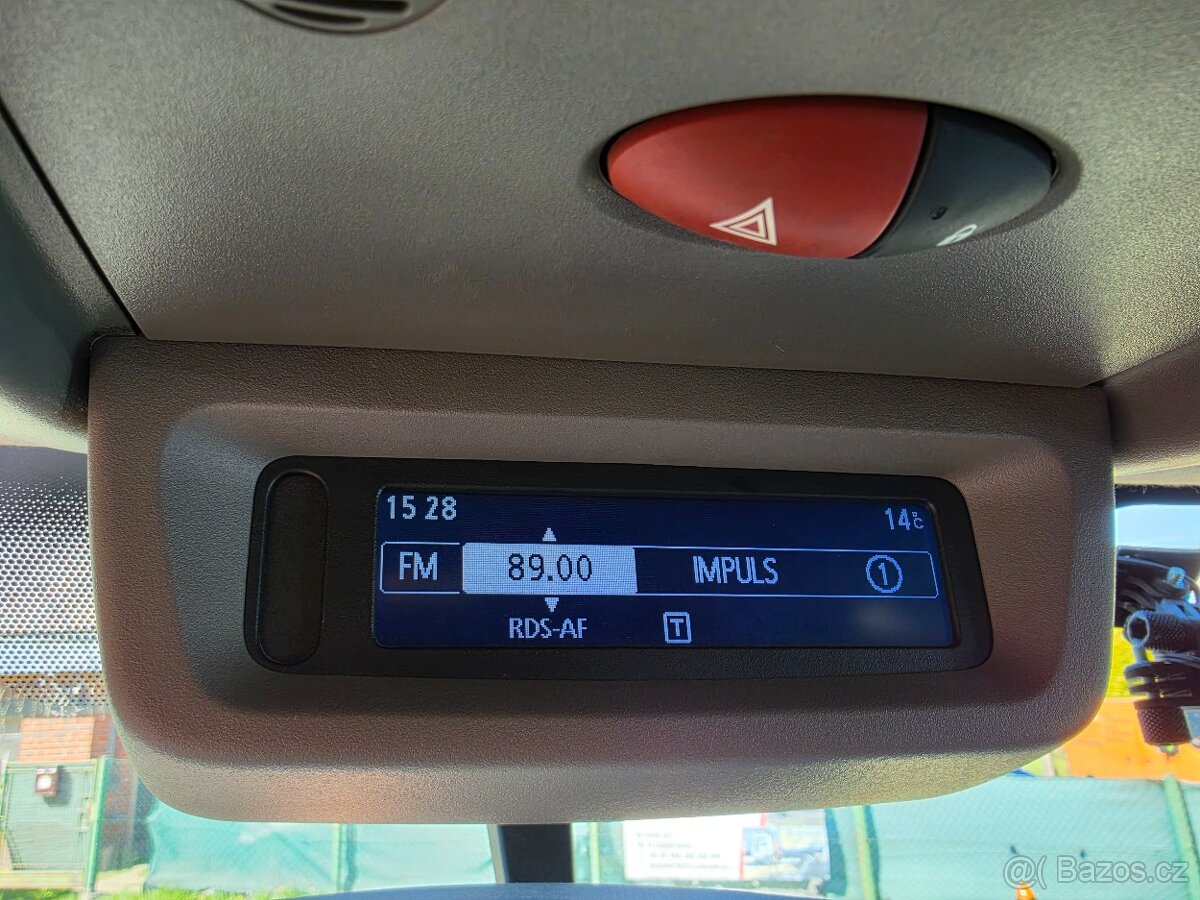 15 28
14°C
FM 89.00 IMPULS 1
RDS-AF T
@( Bazos.cz